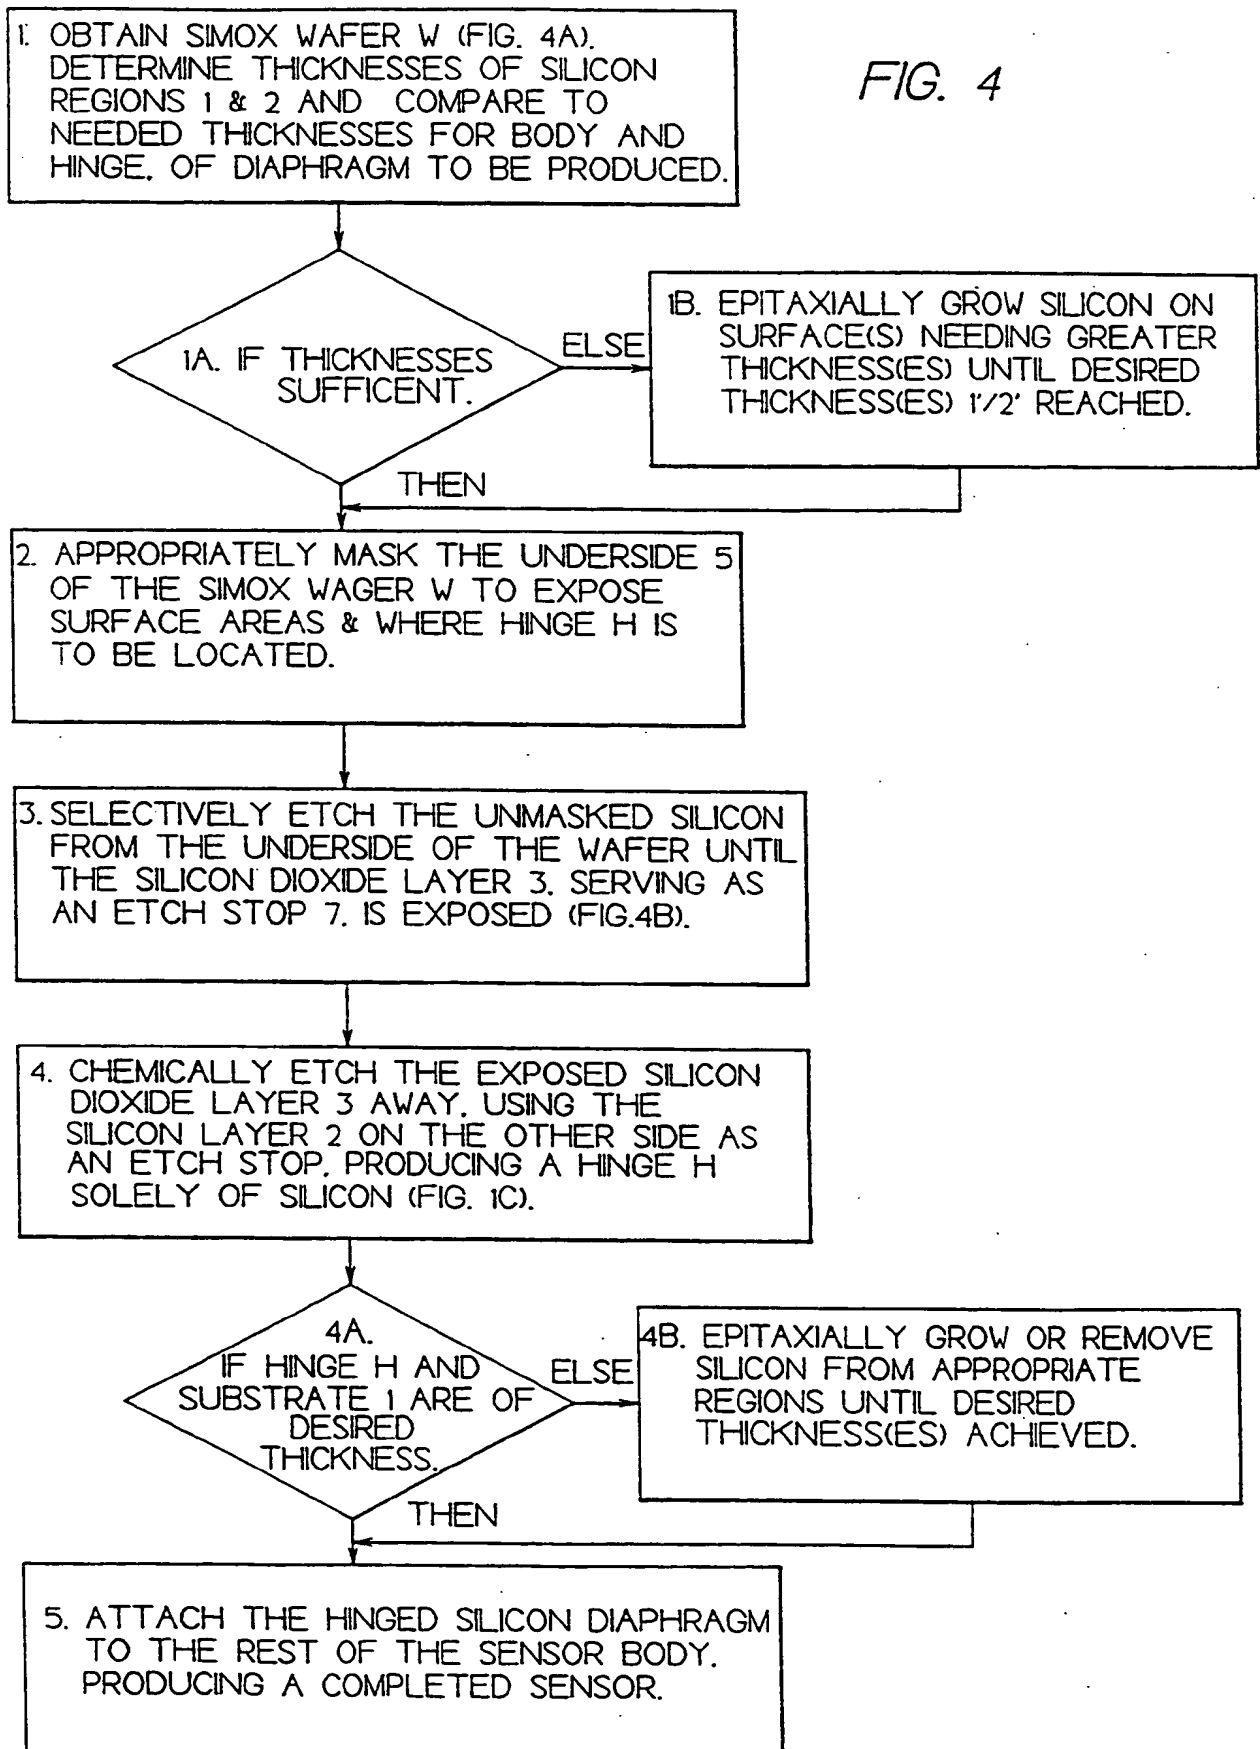 FIG. 4
1. OBTAIN SIMOX WAFER W (FIG. 4A).
DETERMINE THICKNESSES OF SILICON
REGIONS 1 & 2 AND COMPARE TO
NEEDED THICKNESSES FOR BODY AND
HINGE. OF DIAPHRAGM TO BE PRODUCED.
1A. IF THICKNESSES
SUFFICENT.
ELSE
1B. EPITAXIALLY GROW SILICON ON
SURFACE(S) NEEDING GREATER
THICKNESS(ES) UNTIL DESIRED
THICKNESS(ES) 1'/2' REACHED.
THEN
2. APPROPRIATELY MASK THE UNDERSIDE 5
OF THE SIMOX WAGER W TO EXPOSE
SURFACE AREAS & WHERE HINGE H IS
TO BE LOCATED.
3. SELECTIVELY ETCH THE UNMASKED SILICON
FROM THE UNDERSIDE OF THE WAFER UNTIL
THE SILICON DIOXIDE LAYER 3. SERVING AS
AN ETCH STOP 7. IS EXPOSED (FIG.4B).
4. CHEMICALLY ETCH THE EXPOSED SILICON
DIOXIDE LAYER 3 AWAY. USING THE
SILICON LAYER 2 ON THE OTHER SIDE AS
AN ETCH STOP. PRODUCING A HINGE H
SOLELY OF SILICON (FIG. 1C).
4A.
IF HINGE H AND
SUBSTRATE 1 ARE OF
DESIRED
THICKNESS.
ELSE
4B. EPITAXIALLY GROW OR REMOVE
SILICON FROM APPROPRIATE
REGIONS UNTIL DESIRED
THICKNESS(ES) ACHIEVED.
THEN
5. ATTACH THE HINGED SILICON DIAPHRAGM
TO THE REST OF THE SENSOR BODY.
PRODUCING A COMPLETED SENSOR.